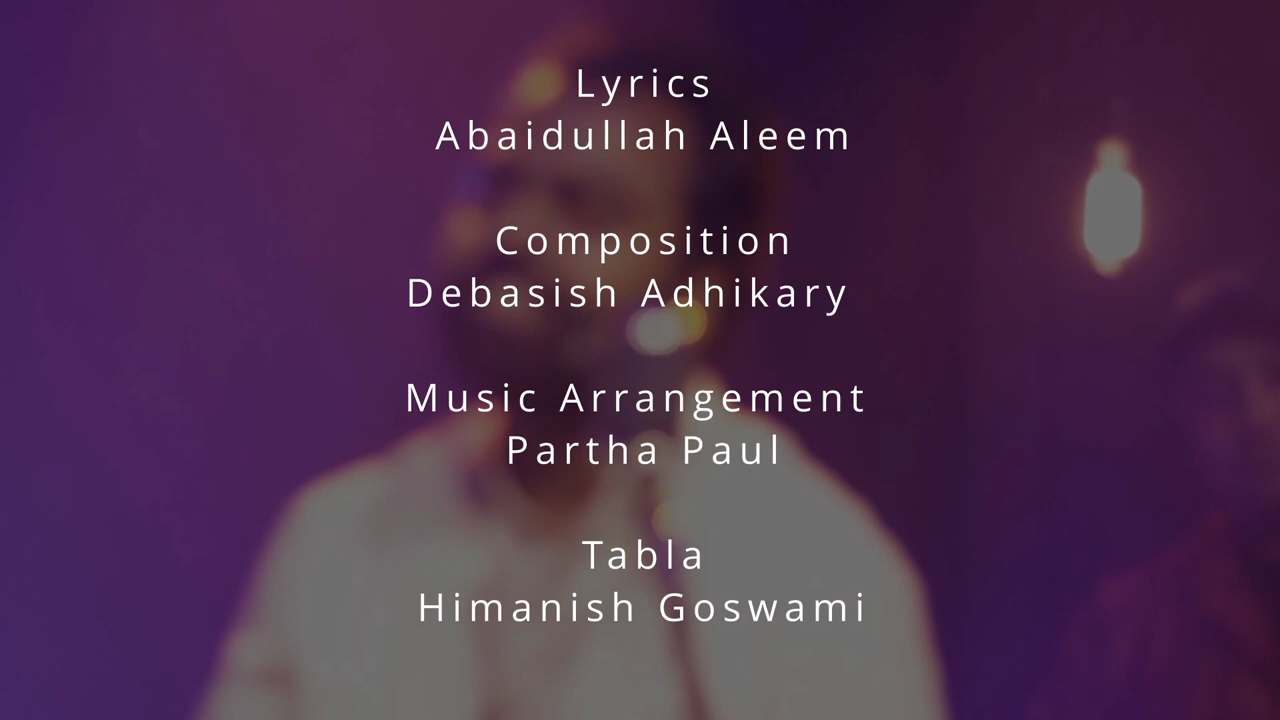 Lyrics
Abaidullah Aleem
Composition
Debasish Adhikary
Music Arrangement
Partha Paul
Tabla
Himanish Goswami